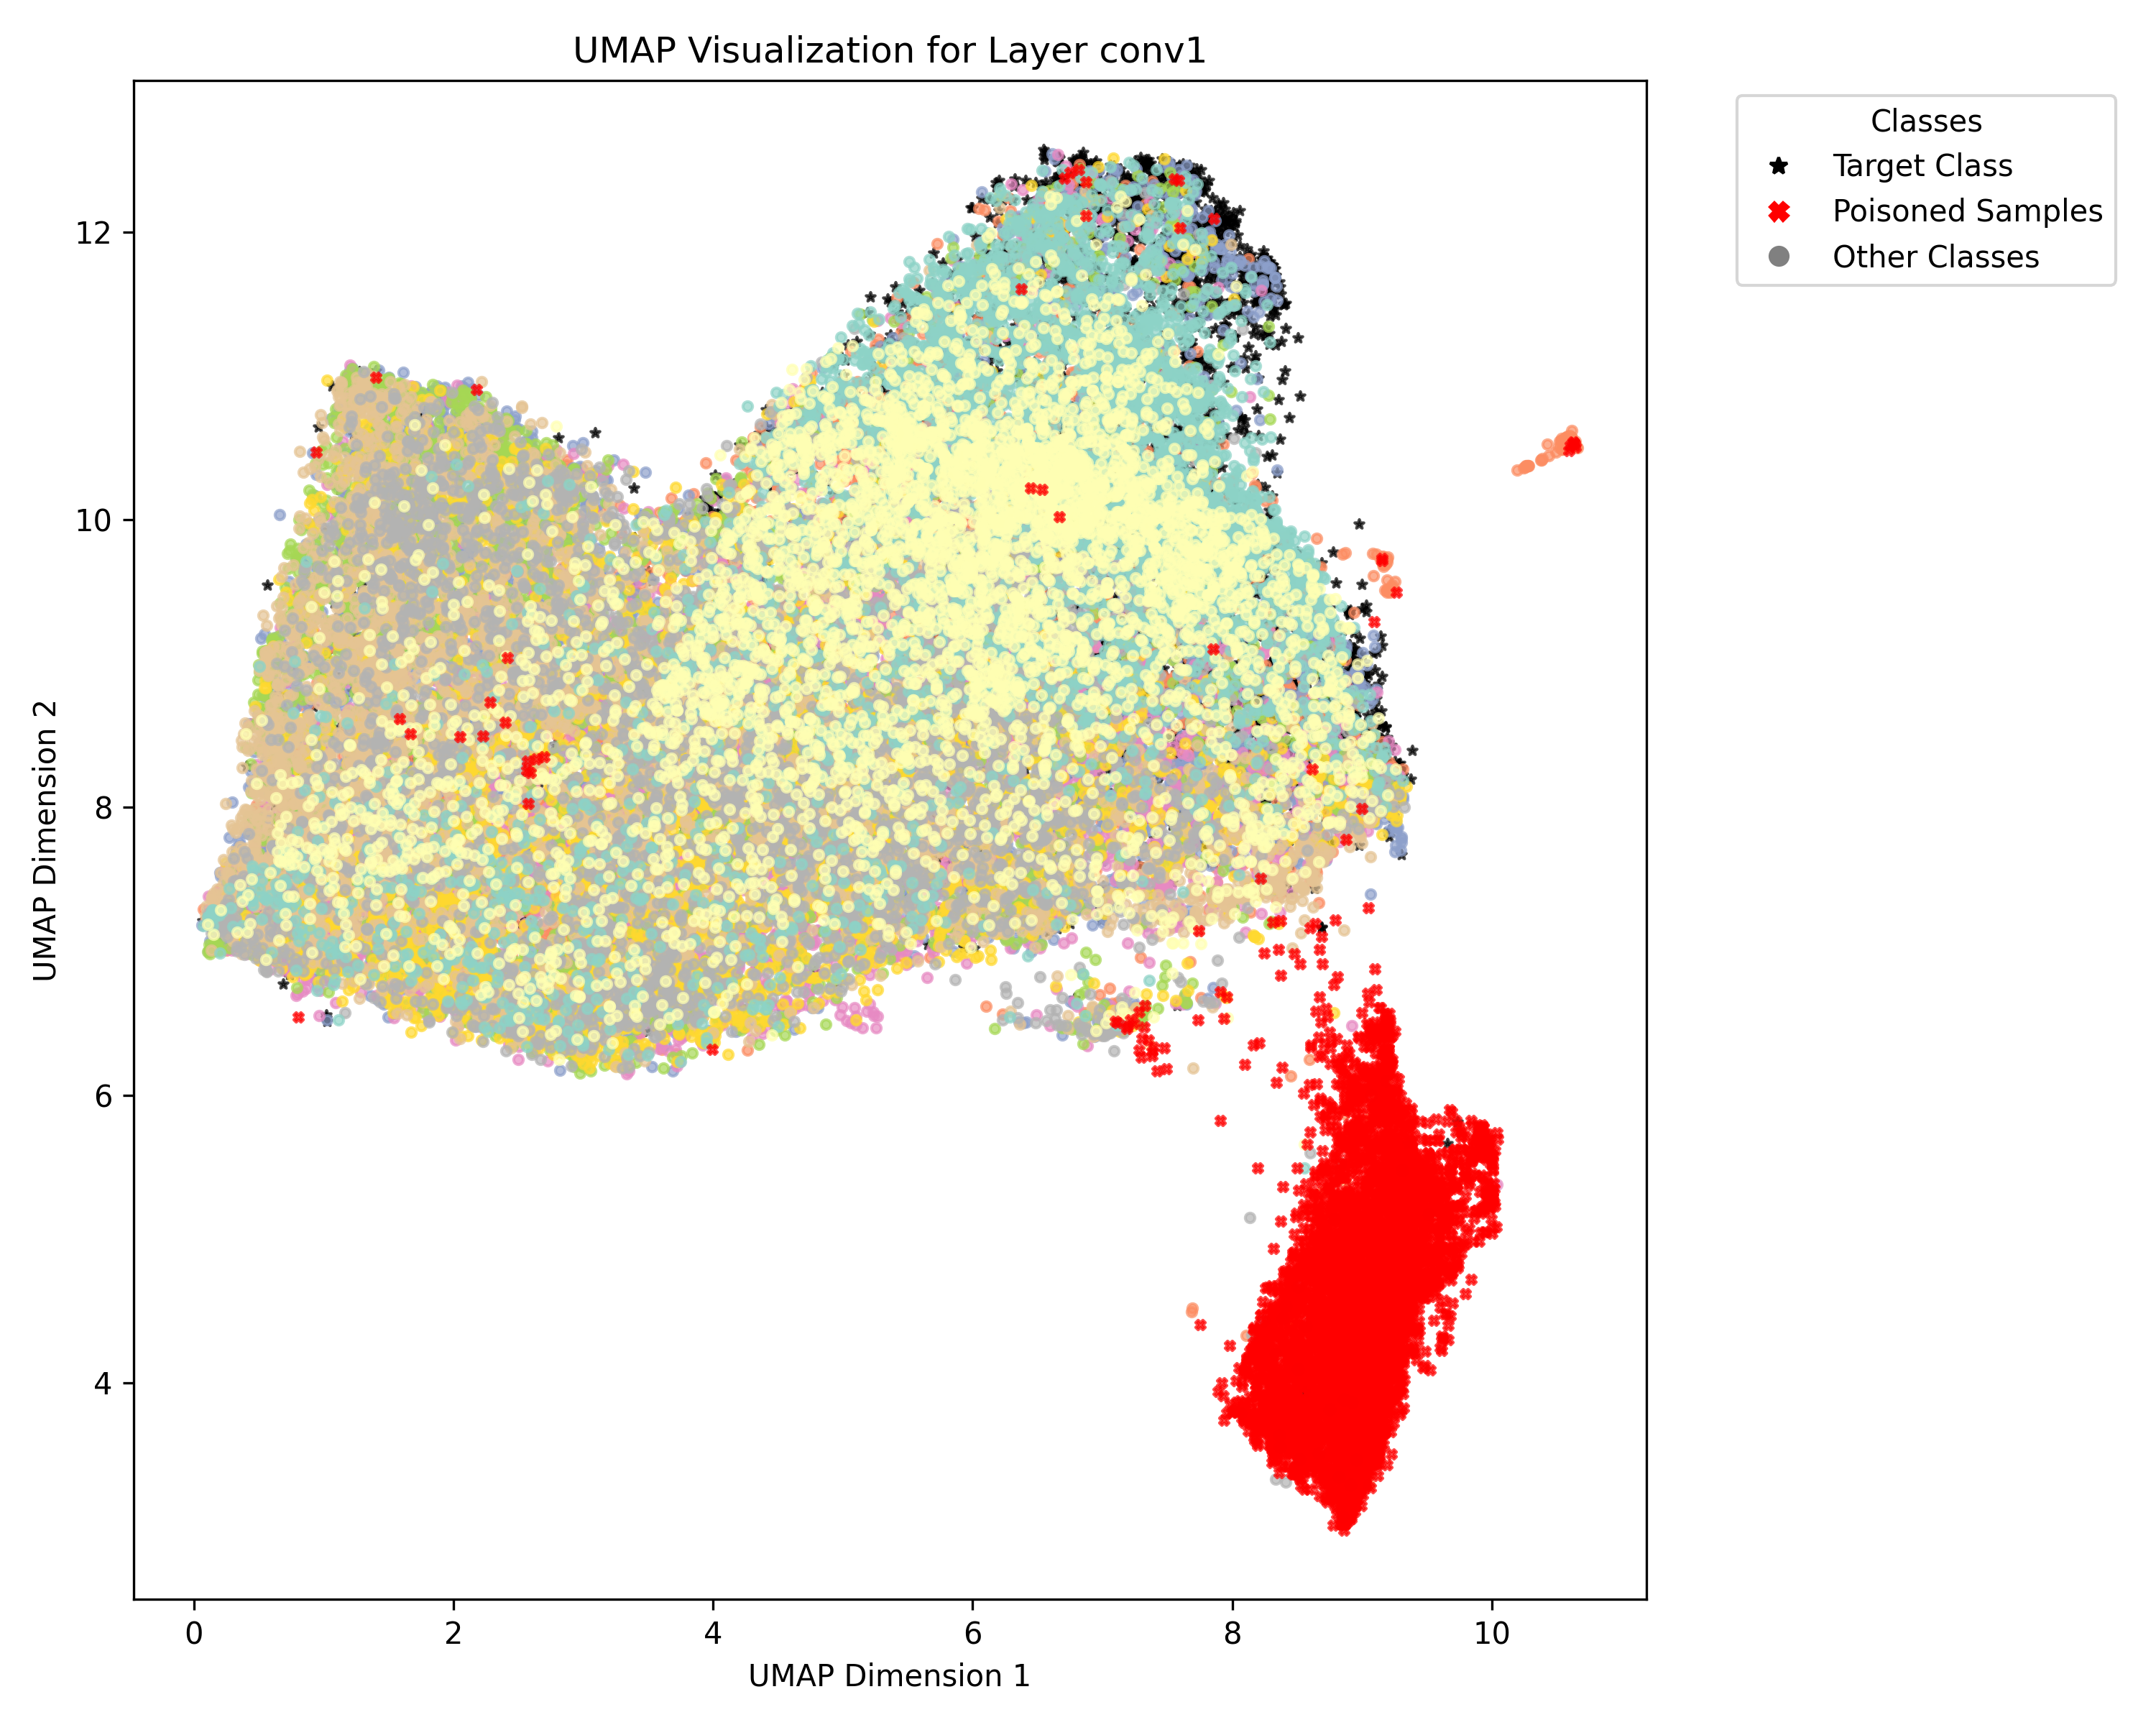 UMAP Visualization for Layer conv1
Classes
Target Class
Poisoned Samples
Other Classes
12
10
8
6
4
UMAP Dimension 2
0 2 4 6 8 10
UMAP Dimension 1